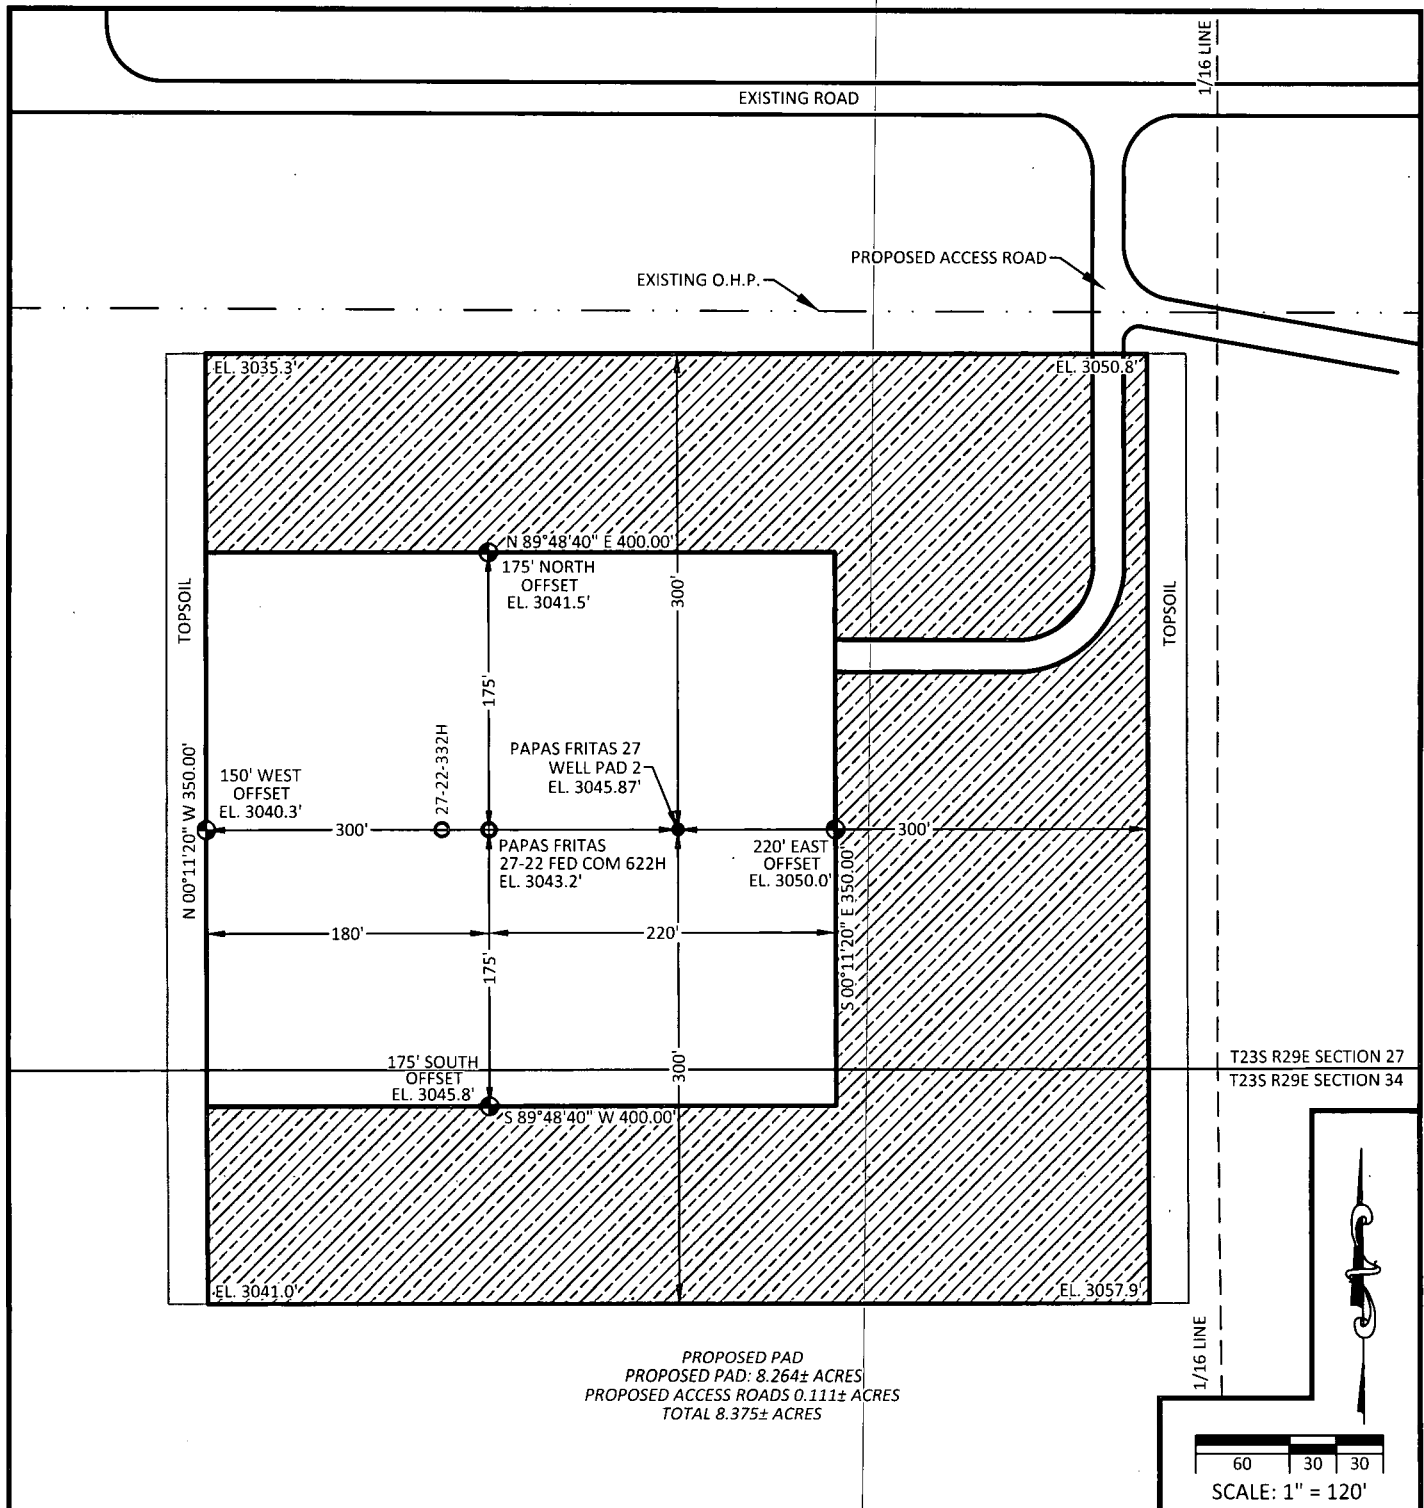 1/16 LINE
EXISTING ROAD
PROPOSED ACCESS ROAD
EXISTING O.H.P.
EL. 3035.3'
EL. 3050.8'
N 89°48'40" E 400.00'
175' NORTH
OFFSET
EL. 3041.5'
300'
TOPSOIL
TOPSOIL
175'
27-22-332H
PAPAS FRITAS 27
WELL PAD 2
EL. 3045.87'
N 00°11'20" W 350.00'
150' WEST
OFFSET
EL. 3040.3'
300'
300'
PAPAS FRITAS
27-22 FED COM 622H
EL. 3043.2'
220' EAST
OFFSET
EL. 3050.0'
S 00°11'20" E 350.00'
180'
220'
175'
175' SOUTH
OFFSET
EL. 3045.8'
300'
T23S R29E SECTION 27
T23S R29E SECTION 34
S 89°48'40" W 400.00'
EL. 3041.0'
EL. 3057.9'
1/16 LINE
PROPOSED PAD
PROPOSED PAD: 8.264± ACRES
PROPOSED ACCESS ROADS 0.111± ACRES
TOTAL 8.375± ACRES
60 30 30
SCALE: 1" = 120'